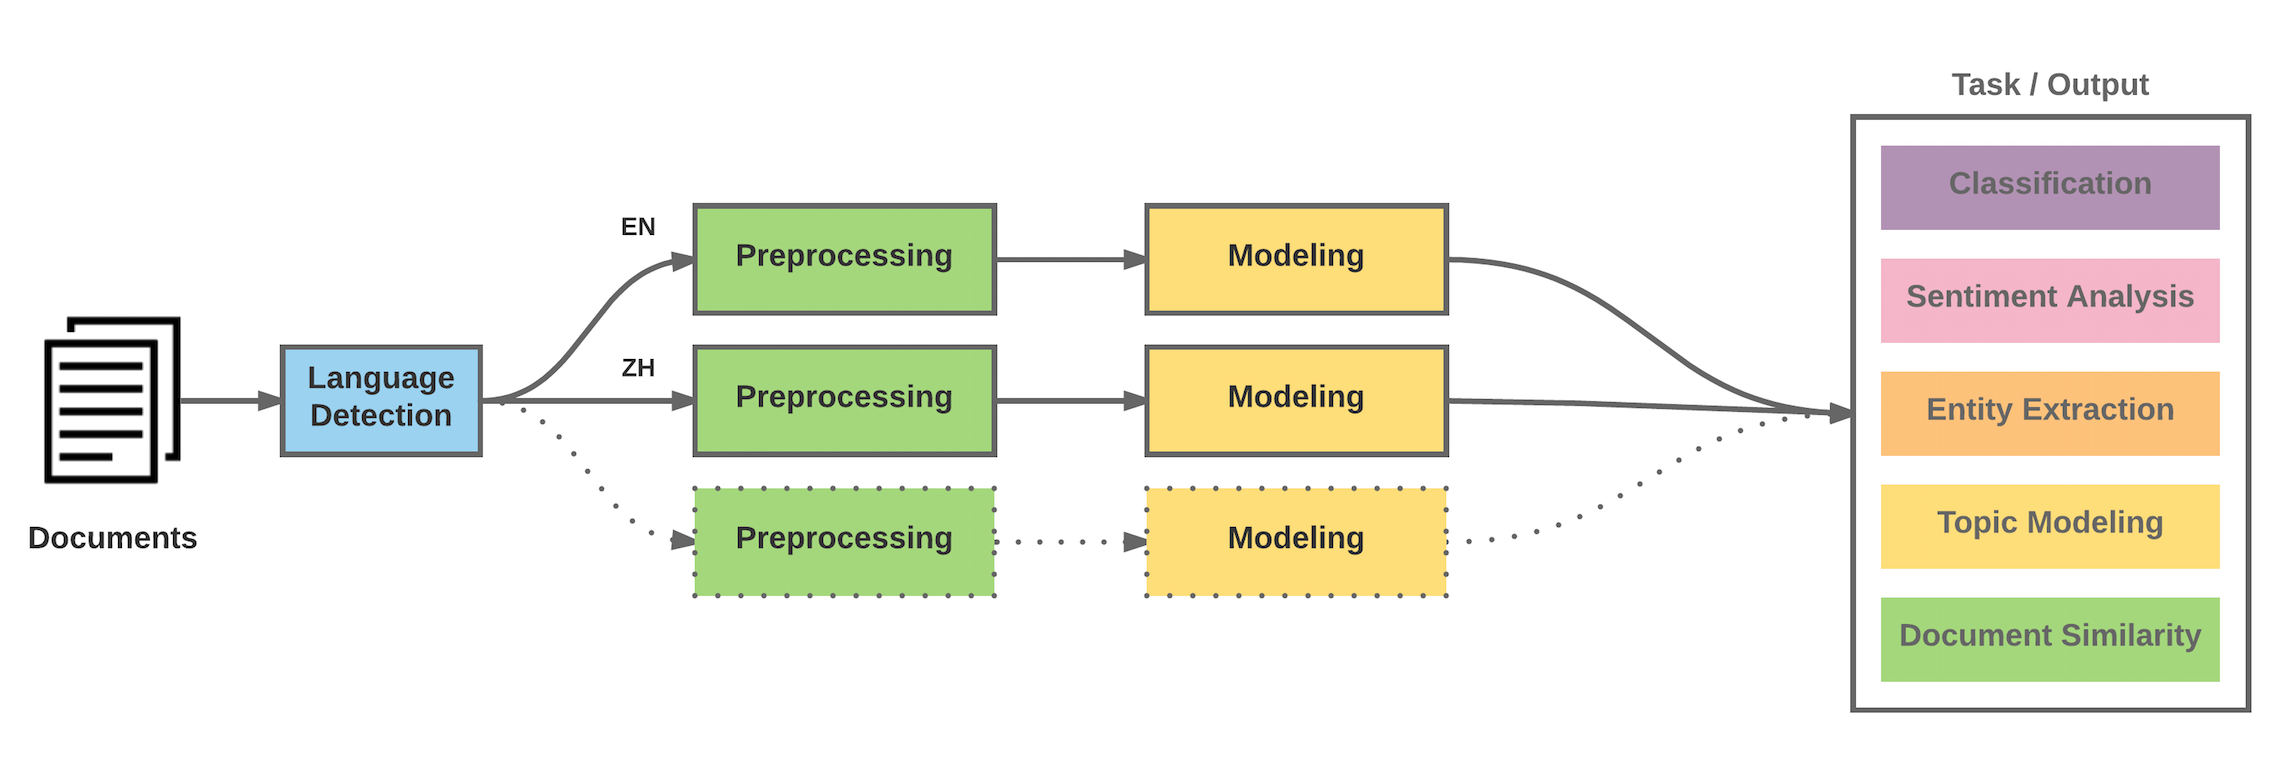 Task / Output
Classification
Sentiment Analysis
Entity Extraction
Topic Modeling
Document Similarity
EN
Preprocessing
Modeling
Language
Detection
ZH
Preprocessing
Modeling
Documents
Preprocessing
Modeling